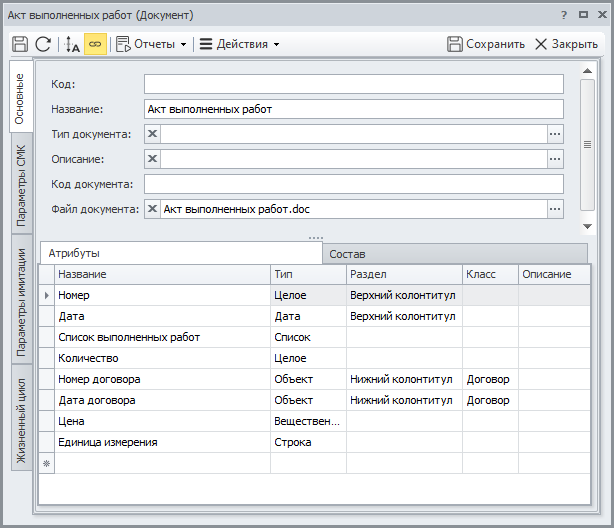 Акт выполненных работ (Документ)
Отчеты Действия Сохранить Закрыть
Основные
Параметры СМК
Параметры имитации
Жизненный цикл
Код:
Название: Акт выполненных работ
Тип документа:
Описание:
Код документа:
Файл документа: Акт выполненных работ.doc
Атрибуты Состав
Название Тип Раздел Класс Описание
Номер Целое Верхний колонтитул
Дата Дата Верхний колонтитул
Список выполненных работ Список
Количество Целое
Номер договора Объект Нижний колонтитул Договор
Дата договора Объект Нижний колонтитул Договор
Цена Веществен...
Единица измерения Строка